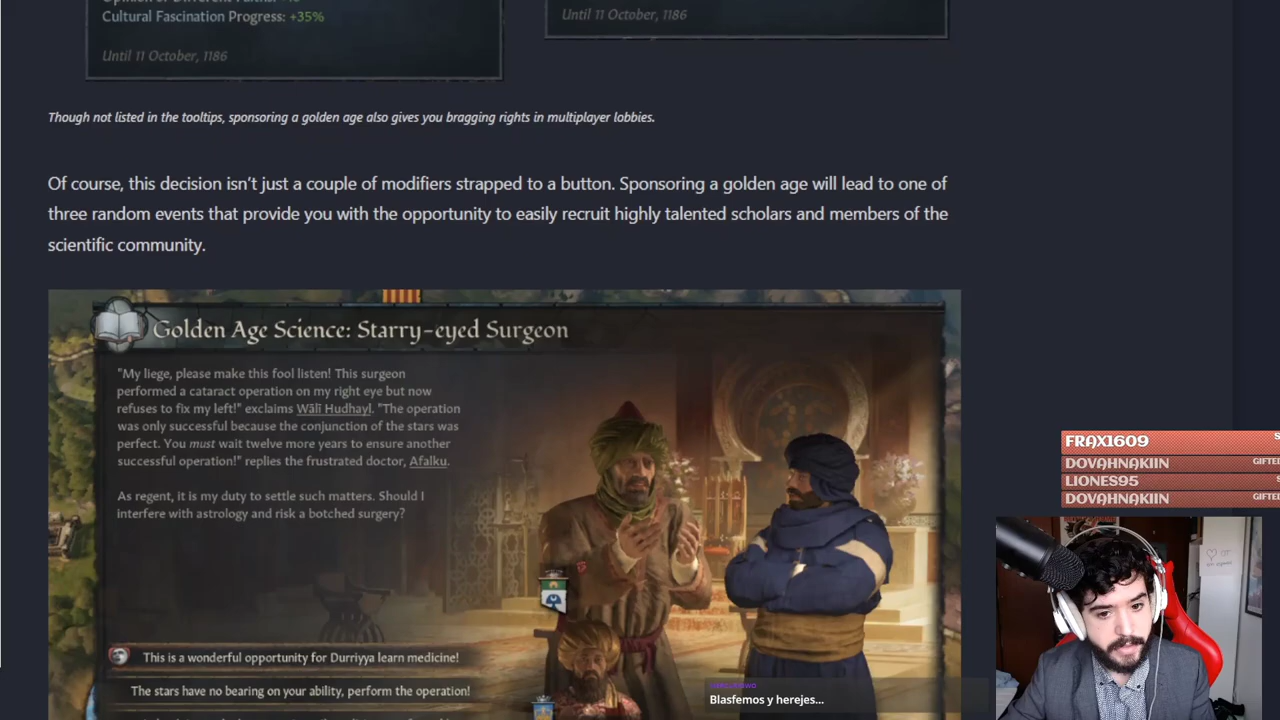 Cultural Fascination Progress: +35%
Until 11 October, 1186
Until 11 October, 1186
Though not listed in the tooltips, sponsoring a golden age also gives you bragging rights in multiplayer lobbies.
Of course, this decision isn't just a couple of modifiers strapped to a button. Sponsoring a golden age will lead to one of
three random events that provide you with the opportunity to easily recruit highly talented scholars and members of the
scientific community.
Golden Age Science: Starry-eyed Surgeon
"My liege, please make this fool listen! This surgeon
performed a cataract operation on my right eye but now
refuses to fix my left!" exclaims Wālī Hudhayl. "The operation
was only successful because the conjunction of the stars was
perfect. You must wait twelve more years to ensure another
successful operation!" replies the frustrated doctor, Afalku.
As regent, it is my duty to settle such matters. Should I
interfere with astrology and risk a botched surgery?
This is a wonderful opportunity for Durriyya learn medicine!
The stars have no bearing on your ability, perform the operation!
FRAX1609
DOVAHNAKIIN GIFTE
LIONES95
DOVAHNAKIIN GIFTE
Blasfemos y herejes...